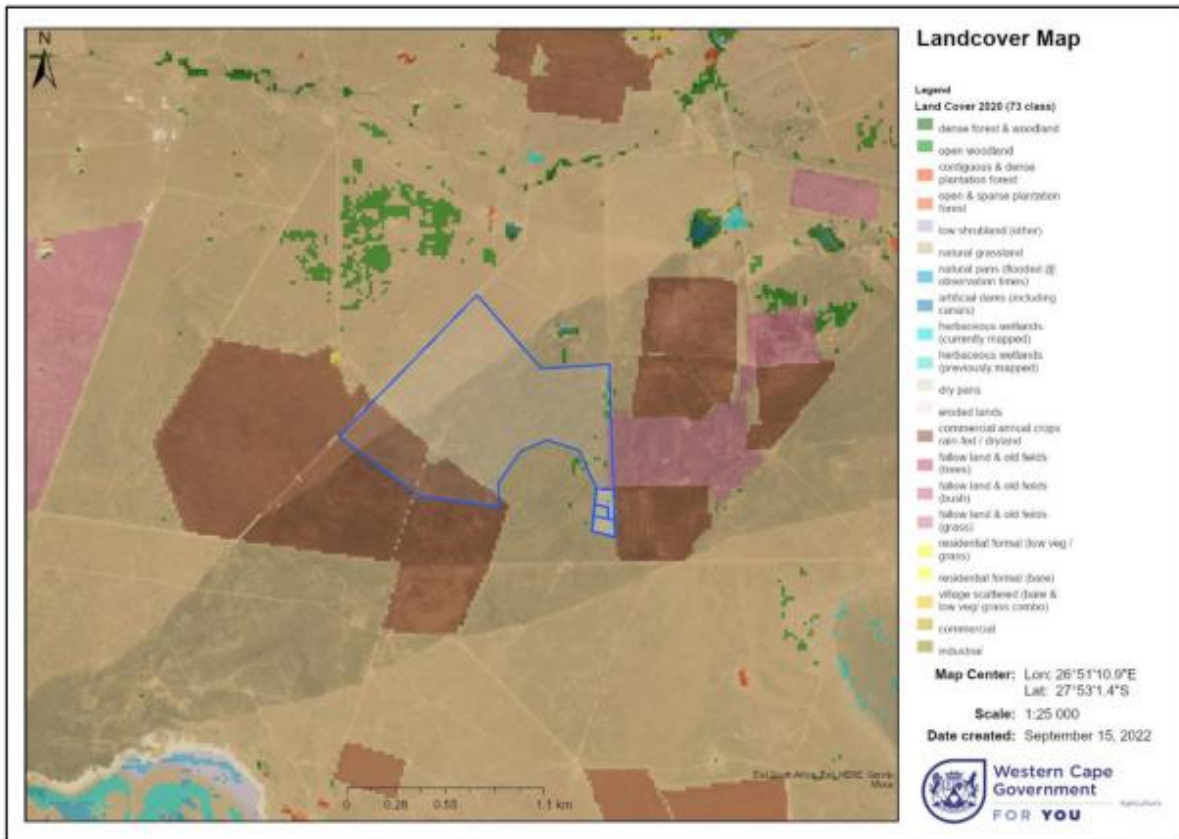 N
Landcover Map
Legend
Land Cover 2020 (73 class)
dense forest & woodland
open woodland
contiguous & dense
plantation forest
open & sparse plantation
forest
low shrubland (other)
natural grassland
natural pans (flooded @
observation times)
artificial dams (including
canals)
herbaceous wetlands
(currently mapped)
herbaceous wetlands
(previously mapped)
dry pans
eroded lands
commercial annual crops
rain-fed / dryland
fallow land & old fields
(trees)
fallow land & old fields
(bush)
fallow land & old fields
(grass)
residential formal (low veg /
grass)
residential formal (bare)
village scattered (bare &
low veg/ grass combo)
commercial
industrial
Map Center: Lon: 26°51'10.9"E
Lat: 27°53'1.4"S
Scale: 1:25 000
Date created: September 15, 2022
0 0.28 0.55 1.1 km
Western Cape
Government
Agriculture
FOR YOU